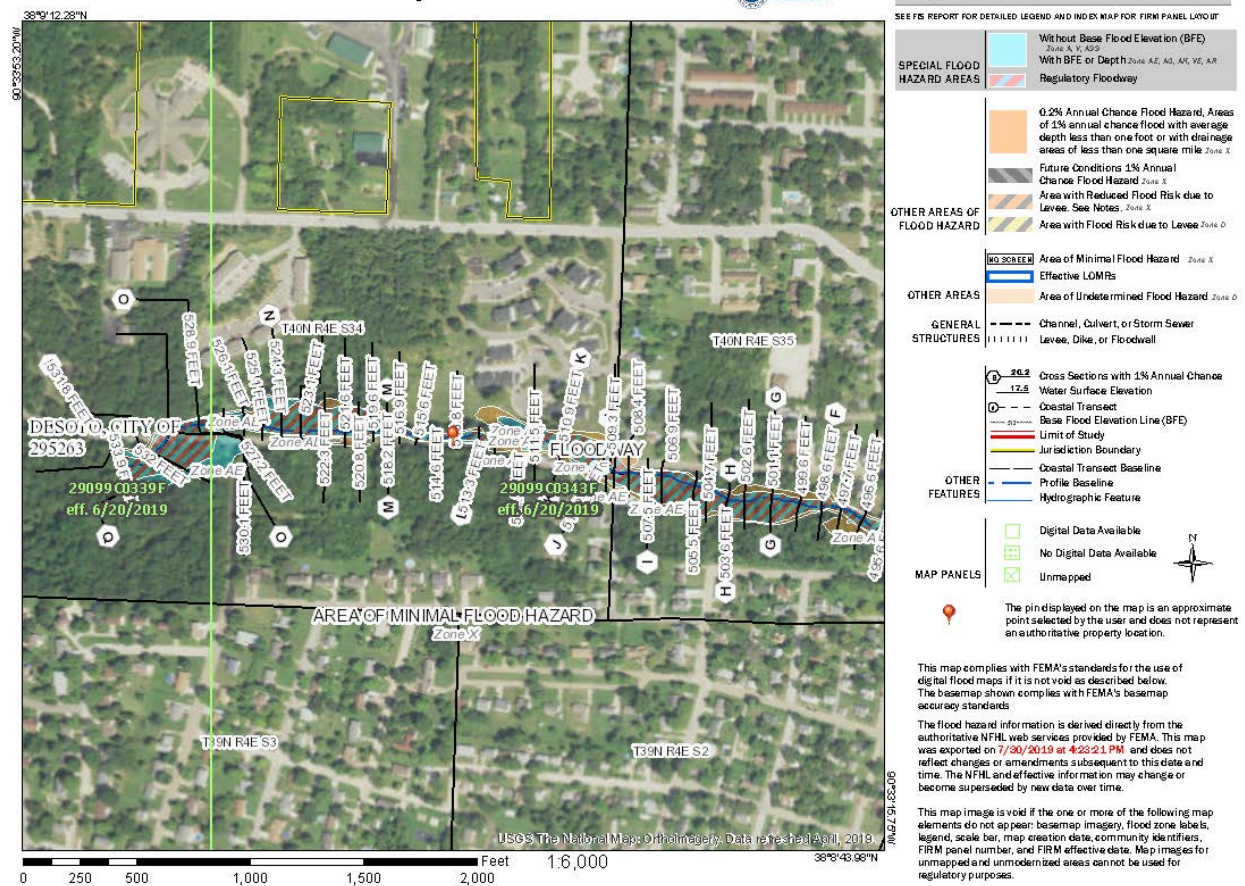 38°9'12.28"N
90°33'53.20"W
T40N R4E S34
T40N R4E S35
O
N
528.9 FEET
526.1 FEET
525.0 FEET
524.3 FEET
M
K
519.6 FEET
516.9 FEET
515.6 FEET
511.5 FEET
510.9 FEET
509.3 FEET
508.4 FEET
506.9 FEET
G
F
DESOTO, CITY OF
295263
Zone AE
FLOODWAY
522.3 FEET
520.8 FEET
518.2 FEET
514.6 FEET
504.7 FEET
H
502.6 FEET
501.1 FEET
499.6 FEET
498.6 FEET
497.7 FEET
496.6 FEET
29099C0339F
eff. 6/20/2019
29099C0343F
eff. 6/20/2019
Zone AE
530.1 FEET
507.5 FEET
505.5 FEET
503.6 FEET
O
M
J
I
G
H
AREA OF MINIMAL FLOOD HAZARD
Zone X
T39N R4E S3
T39N R4E S2
USGS The National Map: Orthoimagery. Data refreshed April, 2019.
90°33'15.75"W
38°8'43.98"N
Feet
1:6,000
0 250 500 1,000 1,500 2,000
SEE FIS REPORT FOR DETAILED LEGEND AND INDEX MAP FOR FIRM PANEL LAYOUT
SPECIAL FLOOD
HAZARD AREAS
Without Base Flood Elevation (BFE)
Zone A, V, A99
With BFE or Depth Zone AE, AO, AH, VE, AR
Regulatory Floodway
0.2% Annual Chance Flood Hazard, Areas
of 1% annual chance flood with average
depth less than one foot or with drainage
areas of less than one square mile Zone X
Future Conditions 1% Annual
Chance Flood Hazard Zone X
Area with Reduced Flood Risk due to
Levee. See Notes. Zone X
Area with Flood Risk due to Levee Zone D
OTHER AREAS OF
FLOOD HAZARD
NO SCREEN Area of Minimal Flood Hazard Zone X
Effective LOMRs
OTHER AREAS
Area of Undetermined Flood Hazard Zone D
GENERAL
STRUCTURES
Channel, Culvert, or Storm Sewer
Levee, Dike, or Floodwall
B 20.2 Cross Sections with 1% Annual Chance
17.5 Water Surface Elevation
Coastal Transect
Base Flood Elevation Line (BFE)
Limit of Study
Jurisdiction Boundary
Coastal Transect Baseline
OTHER
FEATURES
Profile Baseline
Hydrographic Feature
Digital Data Available
No Digital Data Available
MAP PANELS
Unmapped
N
The pin displayed on the map is an approximate
point selected by the user and does not represent
an authoritative property location.
This map complies with FEMA's standards for the use of
digital flood maps if it is not void as described below.
The basemap shown complies with FEMA's basemap
accuracy standards
The flood hazard information is derived directly from the
authoritative NFHL web services provided by FEMA. This map
was exported on 7/30/2019 at 4:23:21 PM and does not
reflect changes or amendments subsequent to this date and
time. The NFHL and effective information may change or
become superseded by new data over time.
This map image is void if the one or more of the following map
elements do not appear: basemap imagery, flood zone labels,
legend, scale bar, map creation date, community identifiers,
FIRM panel number, and FIRM effective date. Map images for
unmapped and unmodernized areas cannot be used for
regulatory purposes.